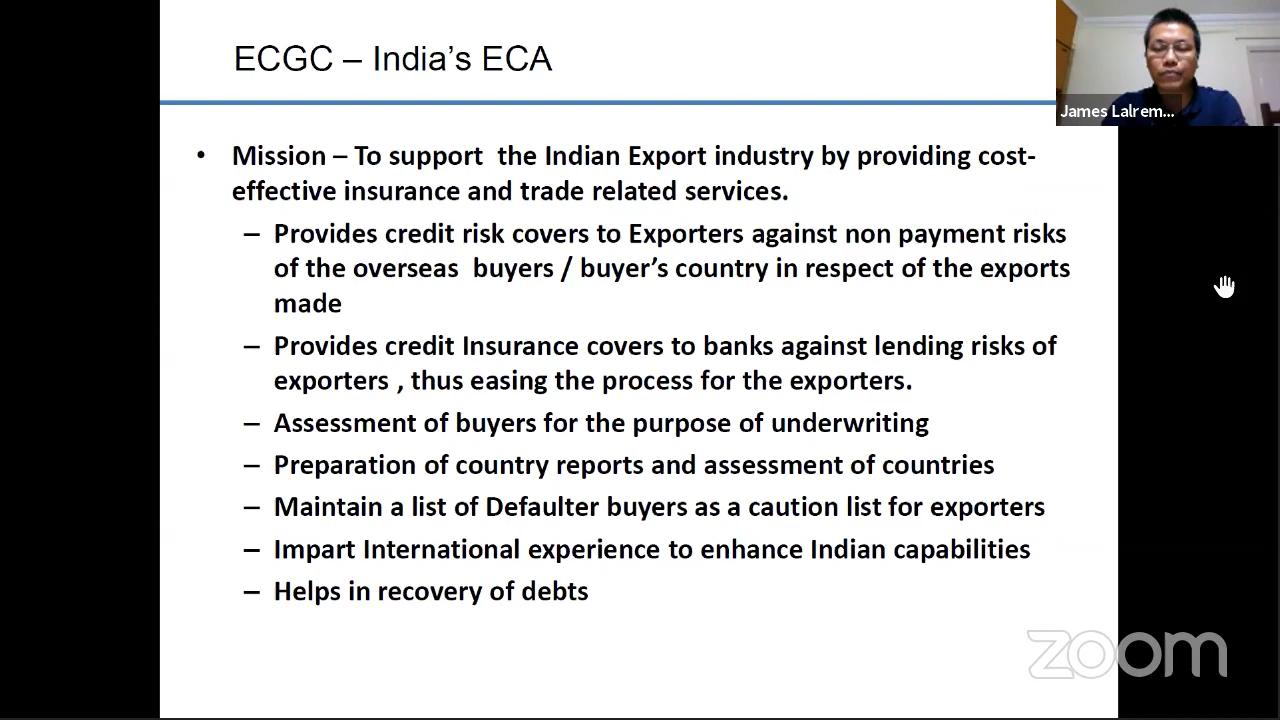 ECGC – India's ECA
James Lalrem...
• Mission – To support the Indian Export industry by providing cost-
effective insurance and trade related services.
– Provides credit risk covers to Exporters against non payment risks
of the overseas buyers / buyer's country in respect of the exports
made
– Provides credit Insurance covers to banks against lending risks of
exporters , thus easing the process for the exporters.
– Assessment of buyers for the purpose of underwriting
– Preparation of country reports and assessment of countries
– Maintain a list of Defaulter buyers as a caution list for exporters
– Impart International experience to enhance Indian capabilities
– Helps in recovery of debts
zoom